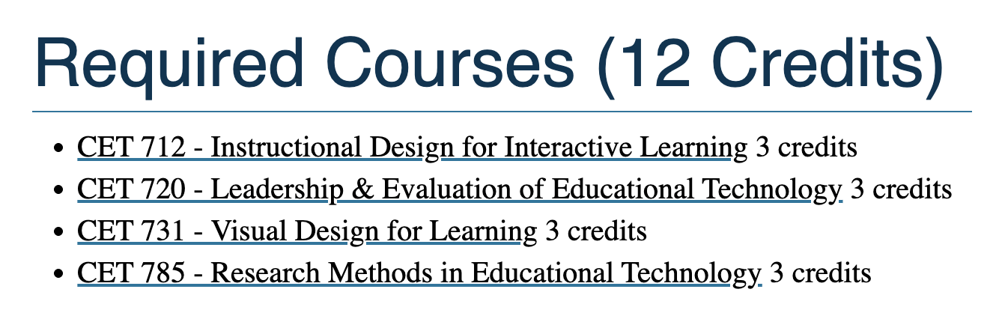 Required Courses (12 Credits)
• CET 712 - Instructional Design for Interactive Learning 3 credits
• CET 720 - Leadership & Evaluation of Educational Technology 3 credits
• CET 731 - Visual Design for Learning 3 credits
• CET 785 - Research Methods in Educational Technology 3 credits